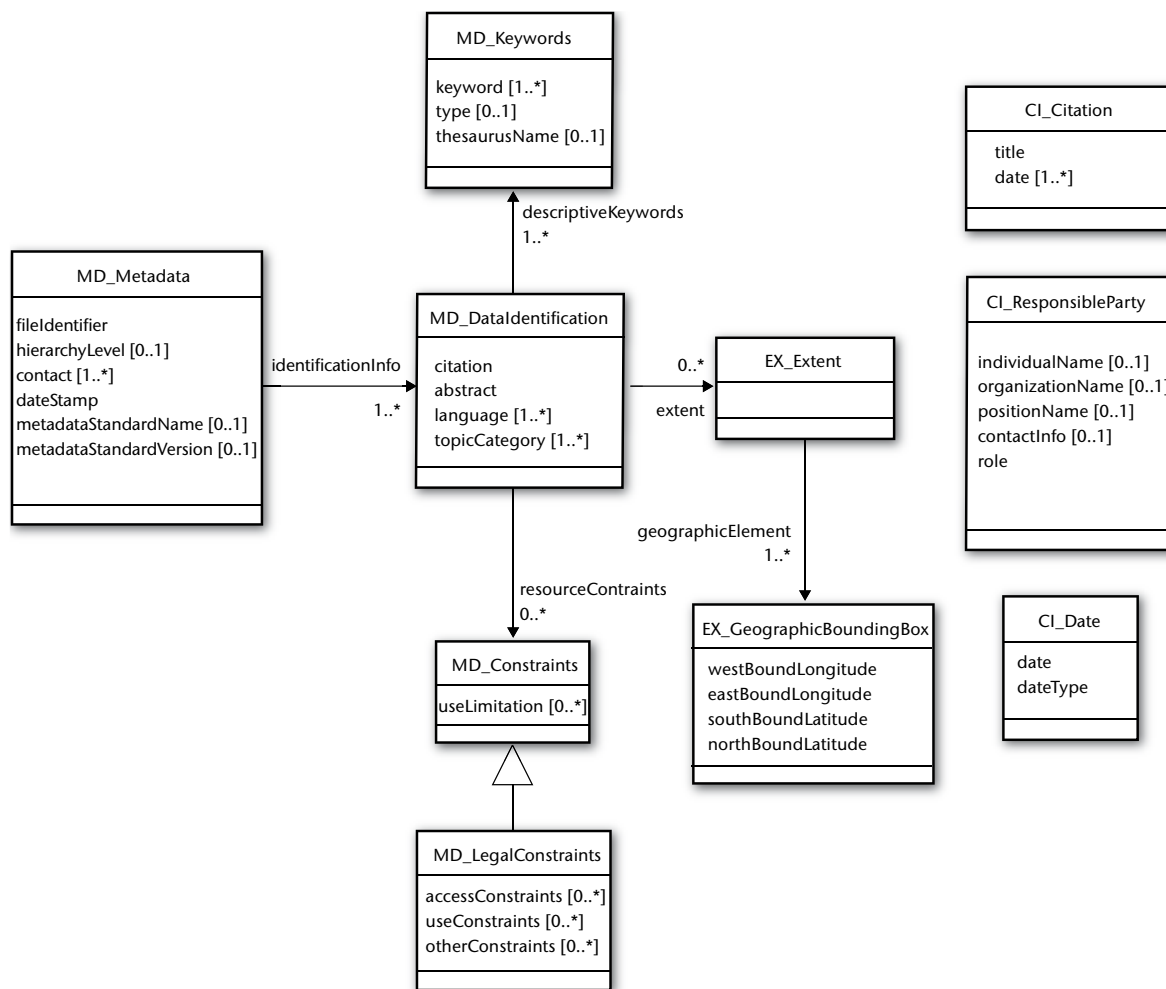 MD_Keywords
keyword [1..*]
type [0..1]
thesaurusName [0..1]
descriptiveKeywords
1..*
MD_Metadata
fileIdentifier
hierarchyLevel [0..1]
contact [1..*]
dateStamp
metadataStandardName [0..1]
metadataStandardVersion [0..1]
identificationInfo
1..*
MD_DataIdentification
citation
abstract
language [1..*]
topicCategory [1..*]
0..*
extent
EX_Extent
geographicElement
1..*
EX_GeographicBoundingBox
westBoundLongitude
eastBoundLongitude
southBoundLatitude
northBoundLatitude
resourceContraints
0..*
MD_Constraints
useLimitation [0..*]
MD_LegalConstraints
accessConstraints [0..*]
useConstraints [0..*]
otherConstraints [0..*]
CI_Citation
title
date [1..*]
CI_ResponsibleParty
individualName [0..1]
organizationName [0..1]
positionName [0..1]
contactInfo [0..1]
role
CI_Date
date
dateType